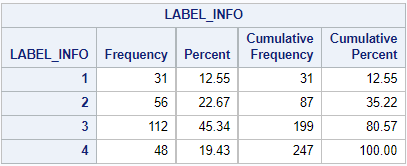 LABEL_INFO
LABEL_INFO Frequency Percent Cumulative Frequency Cumulative Percent
1 31 12.55 31 12.55
2 56 22.67 87 35.22
3 112 45.34 199 80.57
4 48 19.43 247 100.00